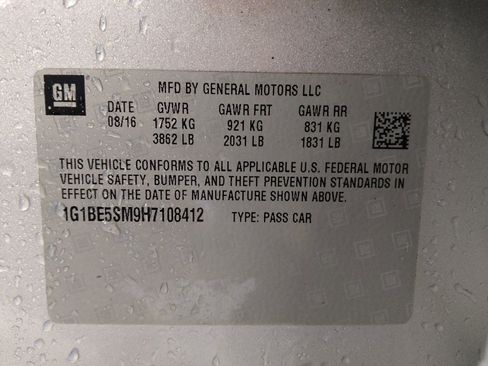 GM
MFD BY GENERAL MOTORS LLC
DATE GVWR GAWR FRT GAWR RR
08/16 1752 KG 921 KG 831 KG
3862 LB 2031 LB 1831 LB
THIS VEHICLE CONFORMS TO ALL APPLICABLE U.S. FEDERAL MOTOR
VEHICLE SAFETY, BUMPER, AND THEFT PREVENTION STANDARDS IN
EFFECT ON THE DATE OF MANUFACTURE SHOWN ABOVE.
1G1BE5SM9H7108412 TYPE: PASS CAR